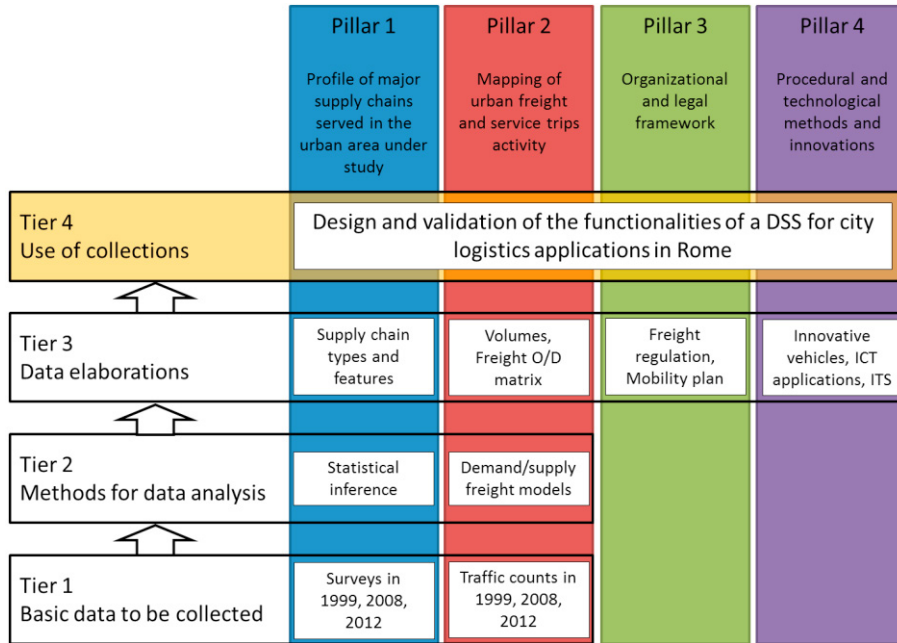 Pillar 1
Profile of major
supply chains
served in the
urban area under
study
Pillar 2
Mapping of
urban freight
and service trips
activity
Pillar 3
Organizational
and legal
framework
Pillar 4
Procedural and
technological
methods and
innovations
Tier 4
Use of collections
Design and validation of the functionalities of a DSS for city
logistics applications in Rome
Tier 3
Data elaborations
Supply chain
types and
features
Volumes,
Freight O/D
matrix
Freight
regulation,
Mobility plan
Innovative
vehicles, ICT
applications, ITS
Tier 2
Methods for data analysis
Statistical
inference
Demand/supply
freight models
Tier 1
Basic data to be collected
Surveys in
1999, 2008,
2012
Traffic counts in
1999, 2008,
2012